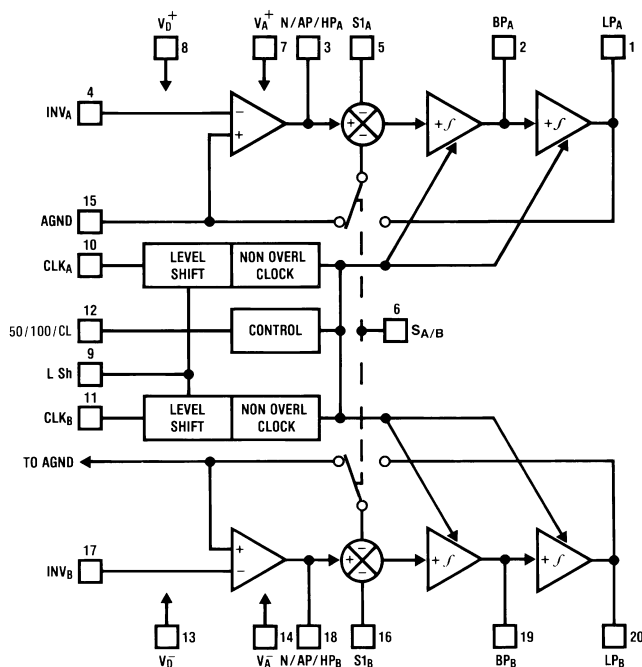 V_D^+ V_A^+ N/AP/HP_A S1_A BP_A LP_A
8 7 3 5 2 1
4
INV_A − + + − − + ∫ + ∫
15
AGND
10
CLK_A LEVEL SHIFT NON OVERL CLOCK
12
50/100/CL CONTROL
6
S_A/B
9
L Sh
11
CLK_B LEVEL SHIFT NON OVERL CLOCK
TO AGND
17
INV_B + − + − − + ∫ + ∫
13 14 18 16 19 20
V_D^− V_A^− N/AP/HP_B S1_B BP_B LP_B